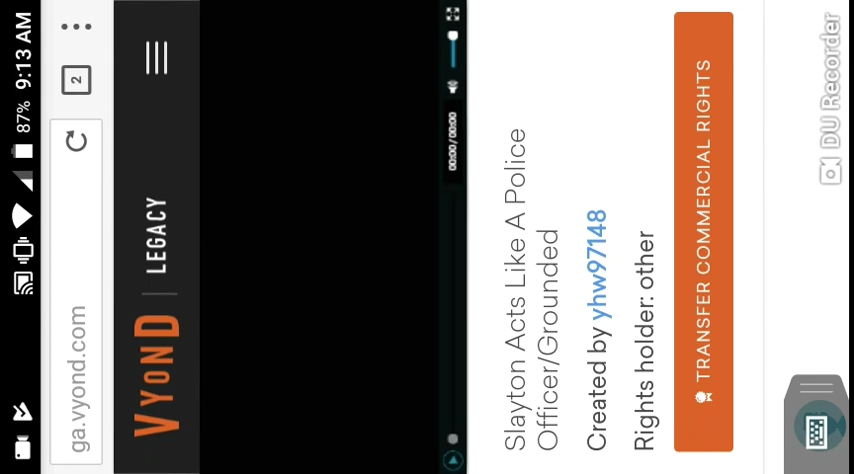 87% 9:13 AM
ga.vyond.com
2
VYOND | LEGACY
00:00 / 00:00
Slayton Acts Like A Police
Officer/Grounded
Created by yhw97148
Rights holder: other
TRANSFER COMMERCIAL RIGHTS
DU Recorder